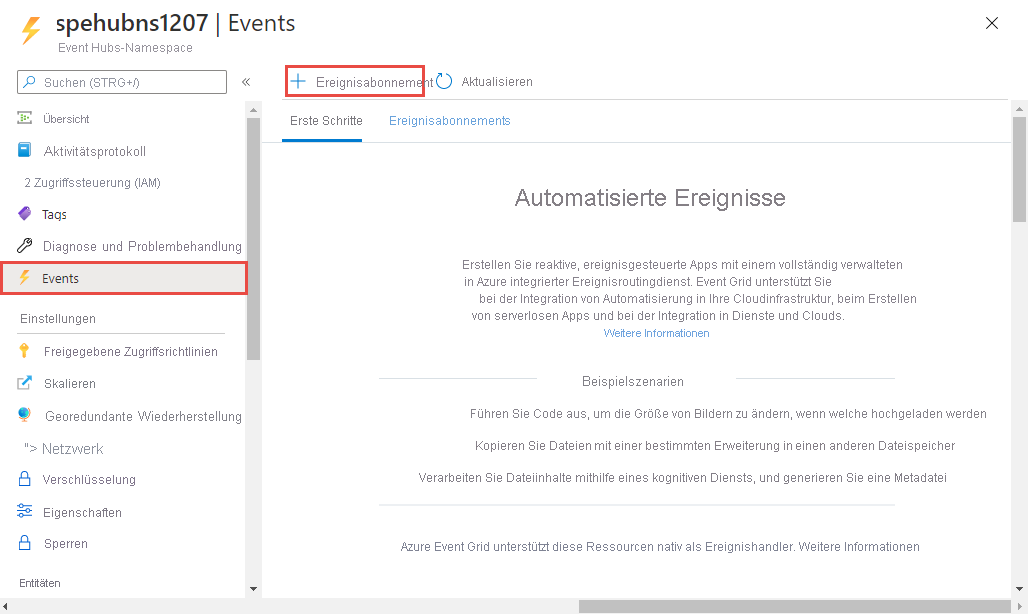 spehubns1207 | Events
Event Hubs-Namespace
Suchen (STRG+/)
«
Übersicht
Aktivitätsprotokoll
2 Zugriffssteuerung (IAM)
Tags
Diagnose und Problembehandlung
Events
Einstellungen
Freigegebene Zugriffsrichtlinien
Skalieren
Georedundante Wiederherstellung
"> Netzwerk
Verschlüsselung
Eigenschaften
Sperren
Entitäten
Ereignisabonnement
Aktualisieren
Erste Schritte
Ereignisabonnements
Automatisierte Ereignisse
Erstellen Sie reaktive, ereignisgesteuerte Apps mit einem vollständig verwalteten
in Azure integrierter Ereignisroutingdienst. Event Grid unterstützt Sie
bei der Integration von Automatisierung in Ihre Cloudinfrastruktur, beim Erstellen
von serverlosen Apps und bei der Integration in Dienste und Clouds.
Weitere Informationen
Beispielszenarien
Führen Sie Code aus, um die Größe von Bildern zu ändern, wenn welche hochgeladen werden
Kopieren Sie Dateien mit einer bestimmten Erweiterung in einen anderen Dateispeicher
Verarbeiten Sie Dateiinhalte mithilfe eines kognitiven Diensts, und generieren Sie eine Metadatei
Azure Event Grid unterstützt diese Ressourcen nativ als Ereignishandler. Weitere Informationen